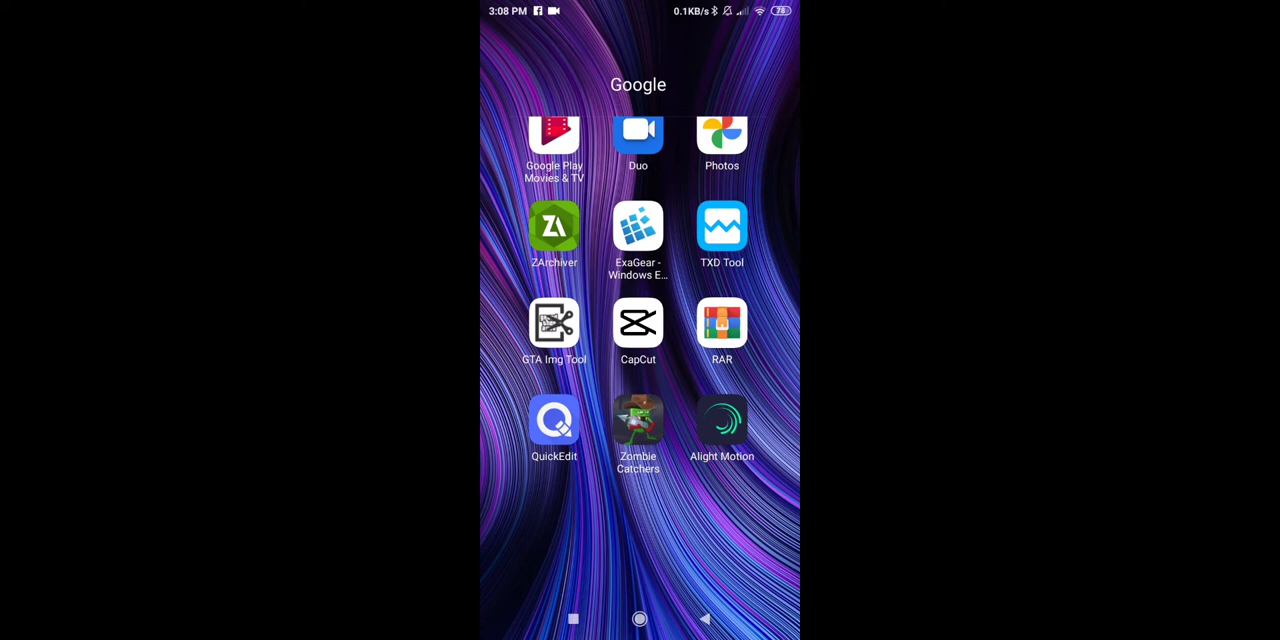 3:08 PM
0.1KB/s
78
Google
Google Play
Movies & TV
Duo
Photos
ZArchiver
ExaGear -
Windows E...
TXD Tool
GTA Img Tool
CapCut
RAR
QuickEdit
Zombie
Catchers
Alight Motion